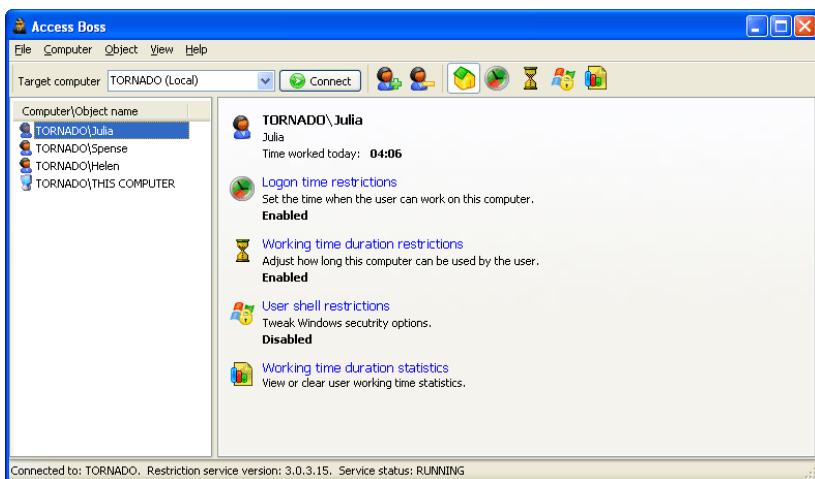 Access Boss
File Computer Object View Help
Target computer TORNADO (Local) Connect
Computer\Object name
TORNADO\Julia
TORNADO\Spense
TORNADO\Helen
TORNADO\THIS COMPUTER
TORNADO\Julia
Julia
Time worked today: 04:06
Logon time restrictions
Set the time when the user can work on this computer.
Enabled
Working time duration restrictions
Adjust how long this computer can be used by the user.
Enabled
User shell restrictions
Tweak Windows secutrity options.
Disabled
Working time duration statistics
View or clear user working time statistics.
Connected to: TORNADO. Restriction service version: 3.0.3.15. Service status: RUNNING